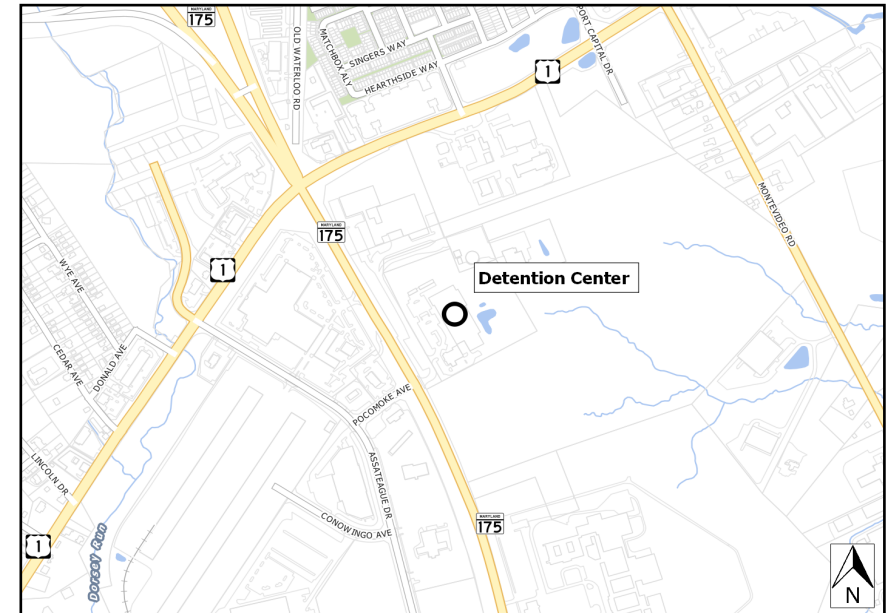 MARYLAND
175
OLD WATERLOO RD
MATCHBOX ALY
SINGERS WAY
HEARTHSIDE WAY
PORT CAPITAL DR
1
MONTEVIDEO RD
MARYLAND
175
1
Detention Center
WYE AVE
CEDAR AVE
DONALD AVE
POCOMOKE AVE
LINCOLN DR
ASSATEAGUE DR
CONOWINGO AVE
MARYLAND
175
1
Dorsey Run
N